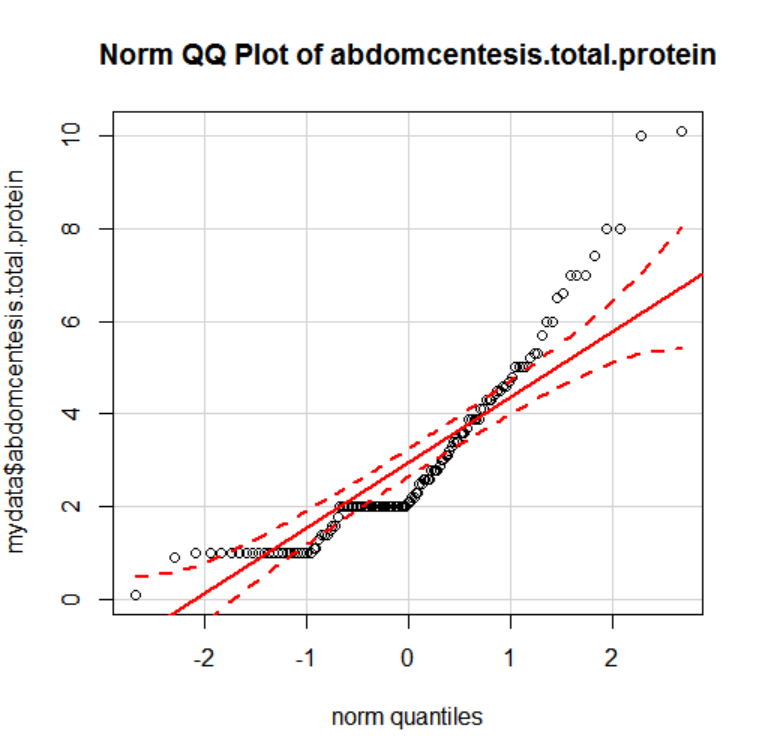 Norm QQ Plot of abdomcentesis.total.protein
mydata$abdomcentesis.total.protein
10
8
6
4
2
0
-2 -1 0 1 2
norm quantiles